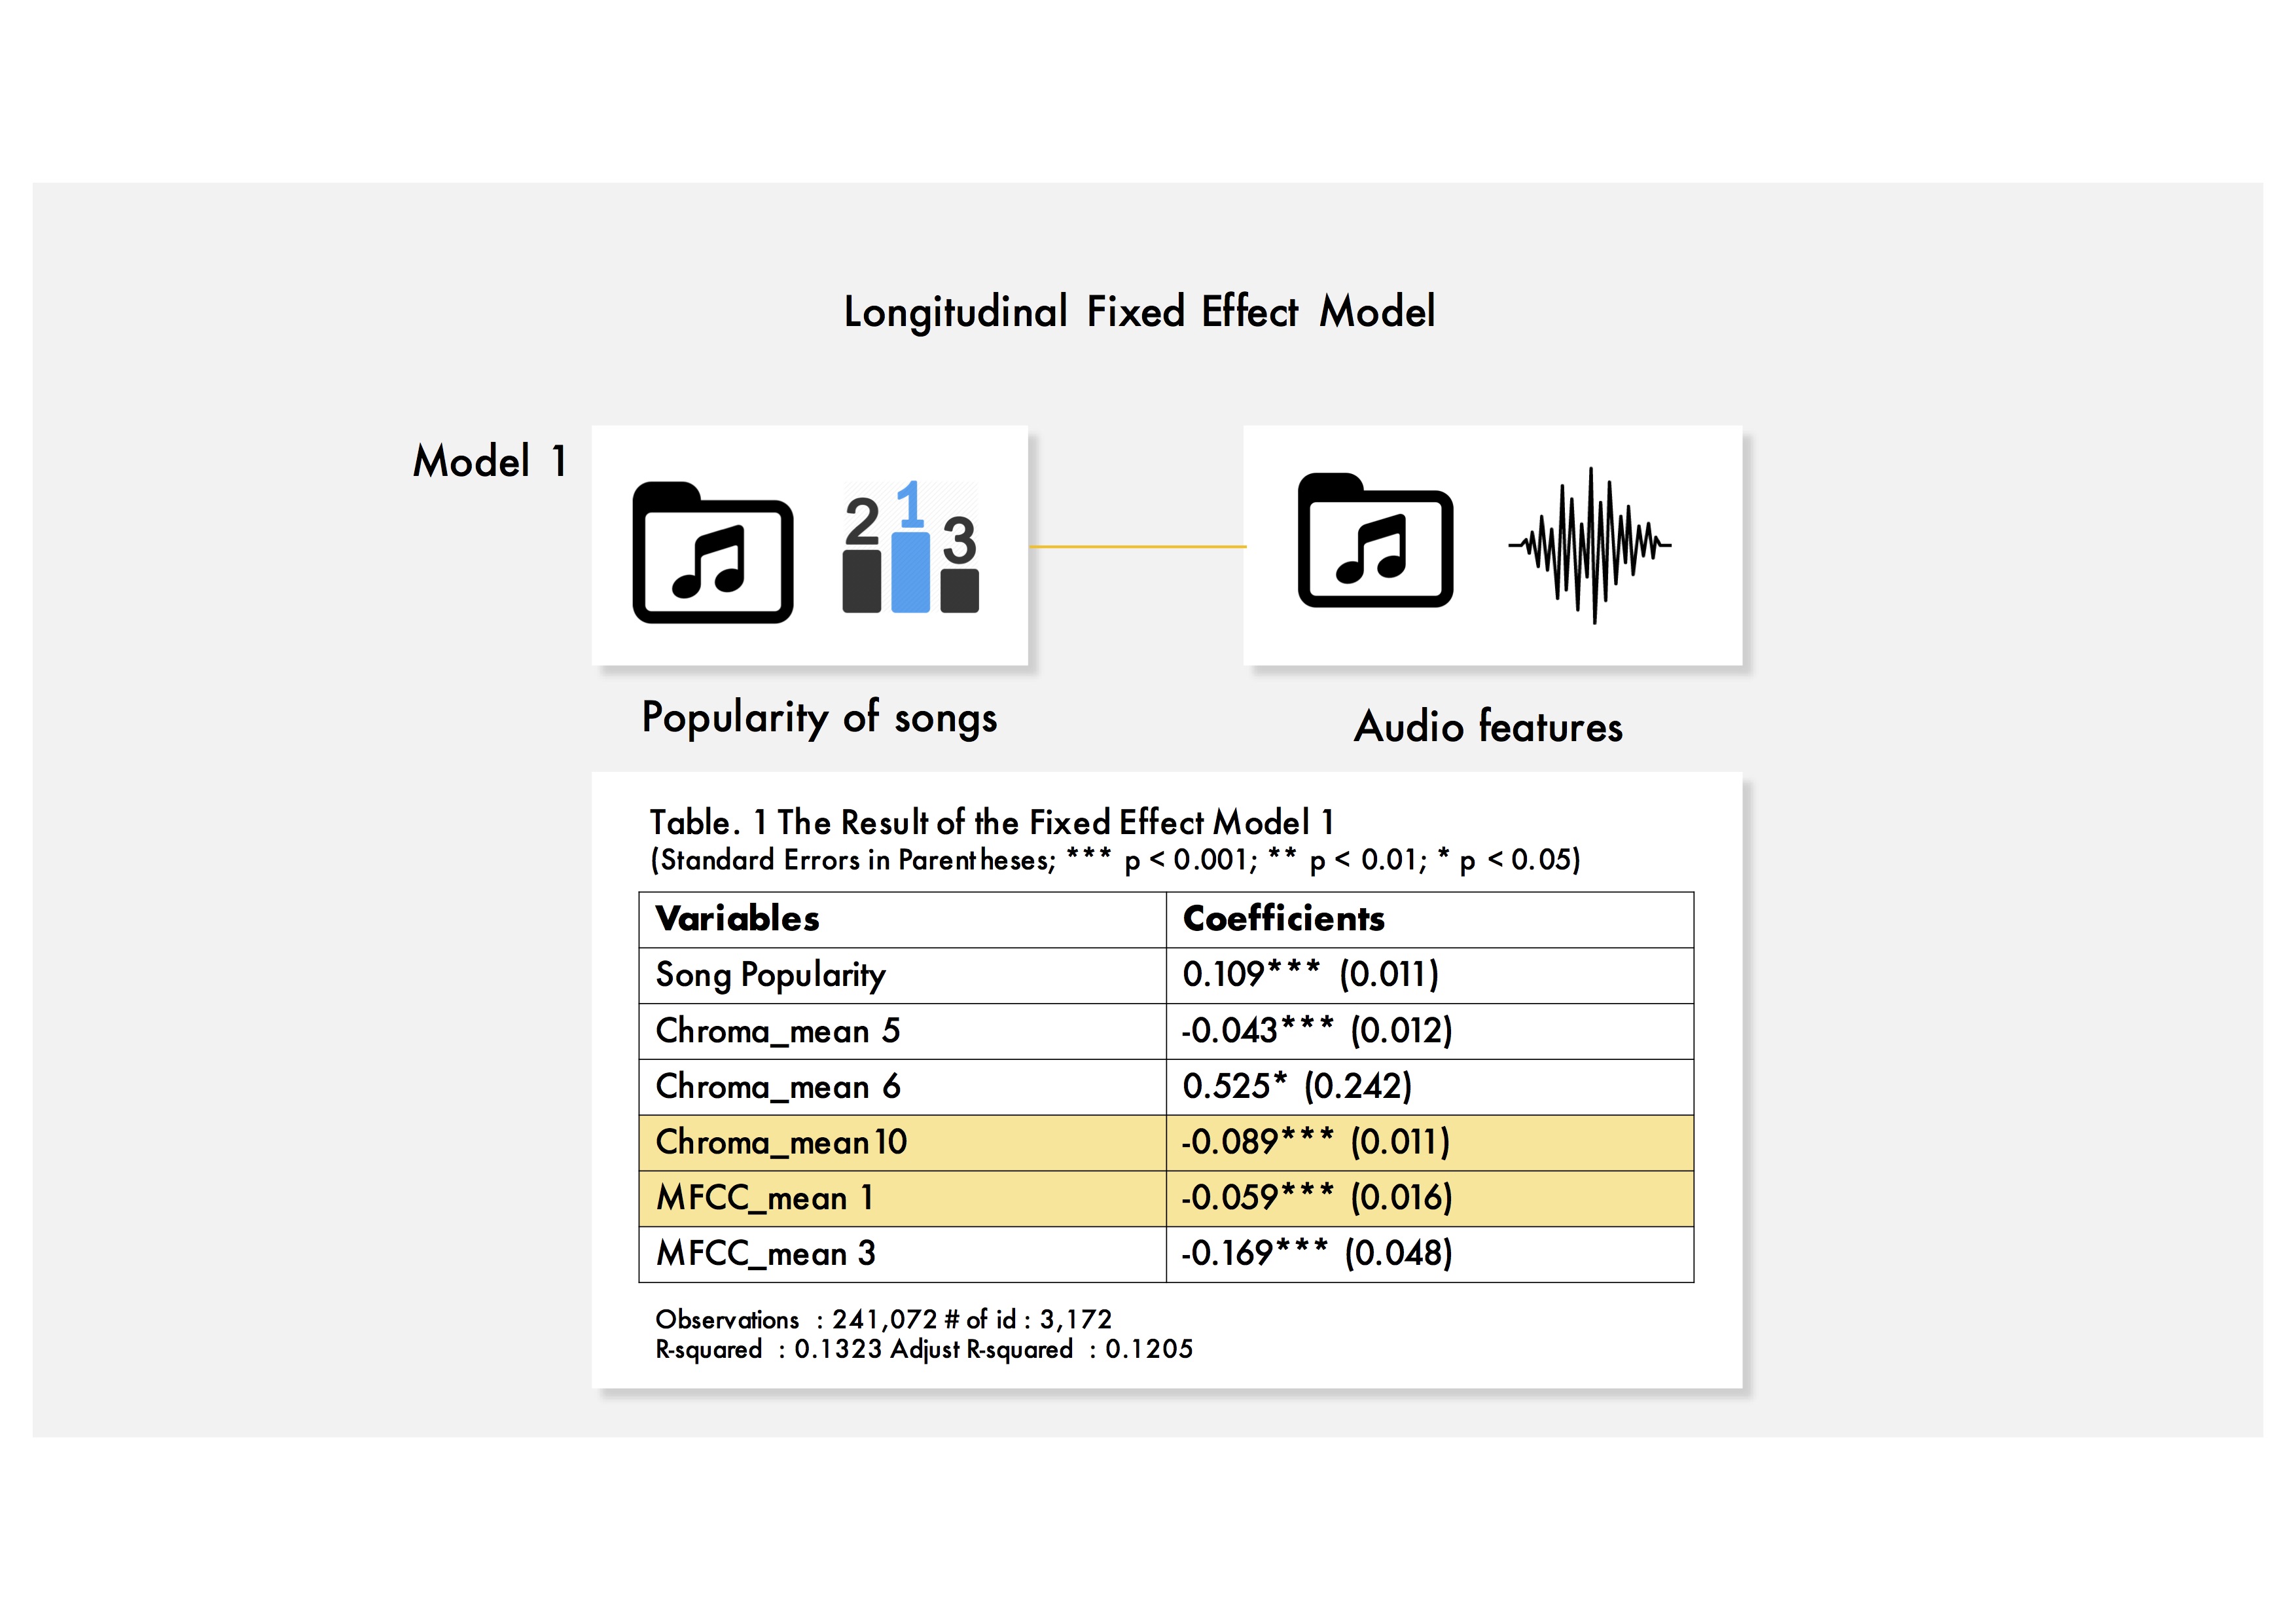 Longitudinal Fixed Effect Model
Model 1
2 1 3
Popularity of songs
Audio features
Table. 1 The Result of the Fixed Effect Model 1
(Standard Errors in Parentheses; *** p < 0.001; ** p < 0.01; * p < 0.05)
Variables Coefficients
Song Popularity 0.109*** (0.011)
Chroma_mean 5 -0.043*** (0.012)
Chroma_mean 6 0.525* (0.242)
Chroma_mean10 -0.089*** (0.011)
MFCC_mean 1 -0.059*** (0.016)
MFCC_mean 3 -0.169*** (0.048)
Observations : 241,072 # of id : 3,172
R-squared : 0.1323 Adjust R-squared : 0.1205